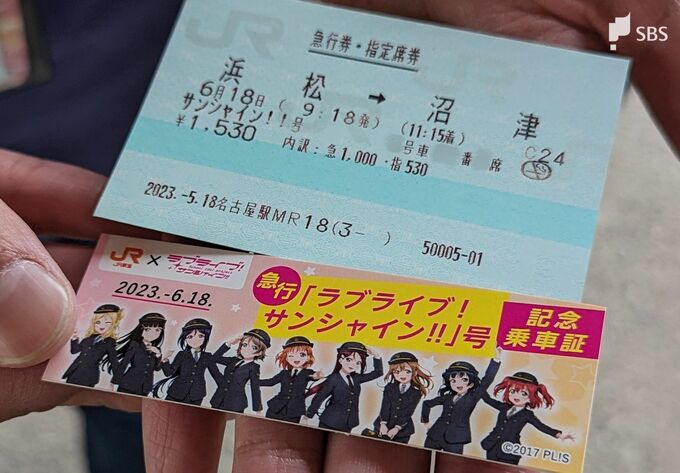 SBS
JR
急行券・指定席券
浜 松 → 沼 津
6月18日 ( 9:18発) (11:15着) C24
サンシャイン!!号 号車 番 席
¥1,530 内訳:急1,000・指530
2023.-5.18名古屋駅MR18(3- ) 50005-01
JR × ラブライブ!
サンシャイン!!
2023.-6.18.
急行「ラブライブ!
サンシャイン!!」号
記念
乗車証
©2017 PL!S